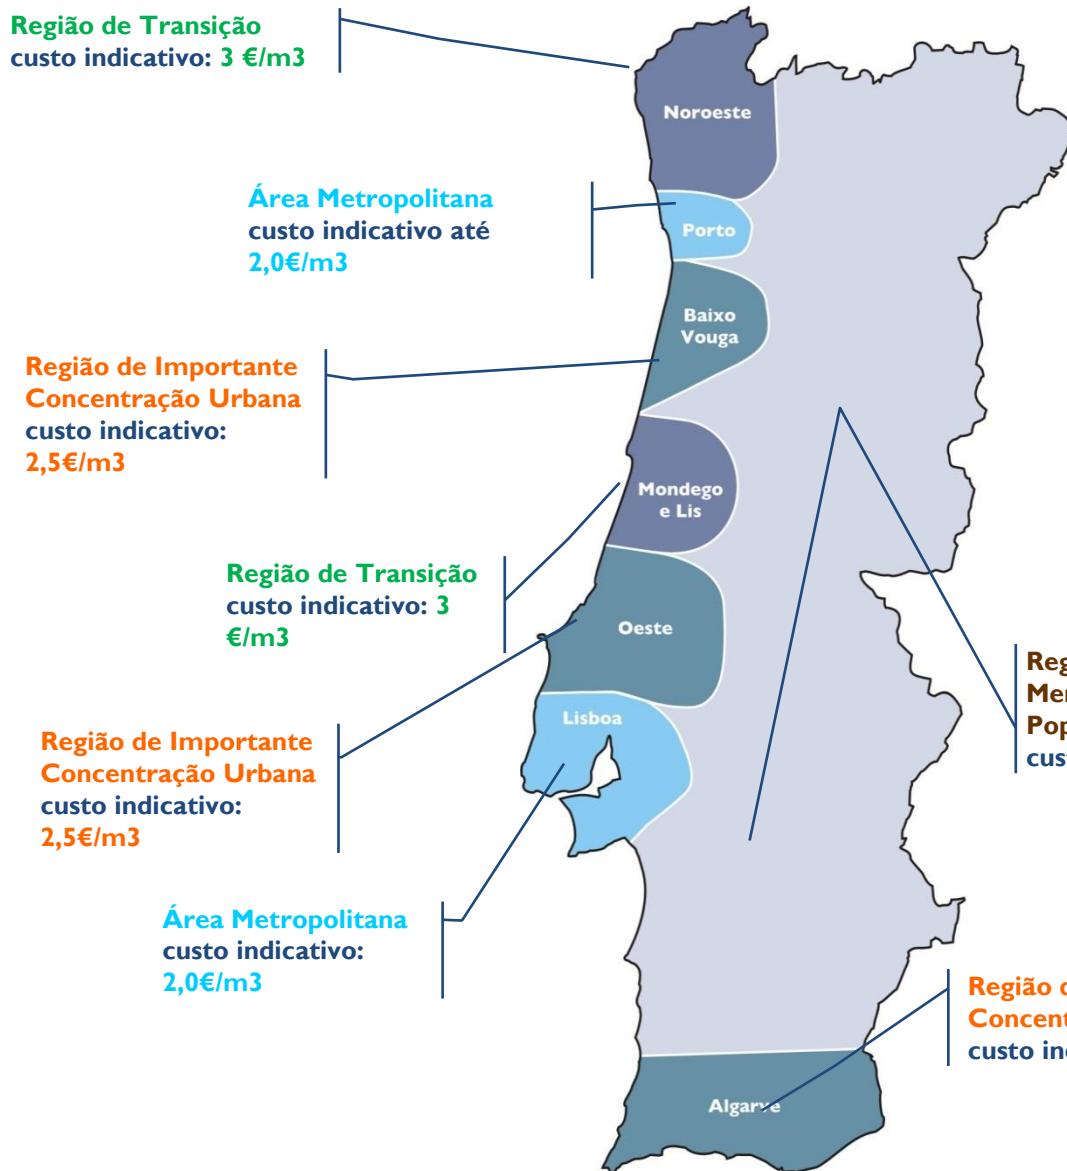 Região de Transição
custo indicativo: 3 €/m3
Noroeste
Área Metropolitana
custo indicativo até
2,0€/m3
Porto
Baixo
Vouga
Região de Importante
Concentração Urbana
custo indicativo:
2,5€/m3
Mondego
e Lis
Região de Transição
custo indicativo: 3
€/m3
Oeste
Lisboa
Região de Importante
Concentração Urbana
custo indicativo:
2,5€/m3
Área Metropolitana
custo indicativo:
2,0€/m3
Algarve